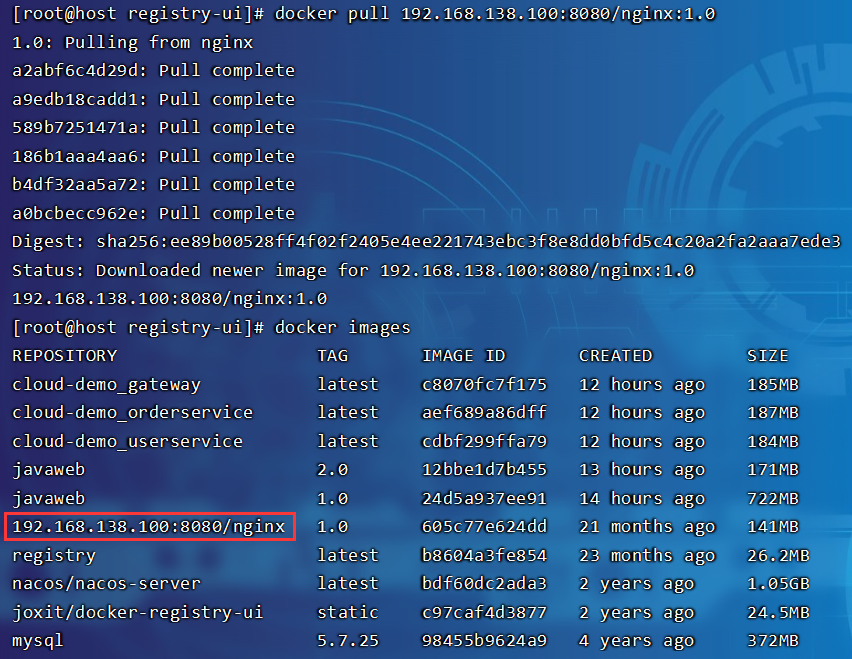 [root@host registry-ui]# docker pull 192.168.138.100:8080/nginx:1.0
1.0: Pulling from nginx
a2abf6c4d29d: Pull complete
a9edb18cadd1: Pull complete
589b7251471a: Pull complete
186b1aaa4aa6: Pull complete
b4df32aa5a72: Pull complete
a0bcbecc962e: Pull complete
Digest: sha256:ee89b00528ff4f02f2405e4ee221743ebc3f8e8dd0bfd5c4c20a2fa2aaa7ede3
Status: Downloaded newer image for 192.168.138.100:8080/nginx:1.0
192.168.138.100:8080/nginx:1.0
[root@host registry-ui]# docker images
REPOSITORY TAG IMAGE ID CREATED SIZE
cloud-demo_gateway latest c8070fc7f175 12 hours ago 185MB
cloud-demo_orderservice latest aef689a86dff 12 hours ago 187MB
cloud-demo_userservice latest cdbf299ffa79 12 hours ago 184MB
javaweb 2.0 12bbe1d7b455 13 hours ago 171MB
javaweb 1.0 24d5a937ee91 14 hours ago 722MB
192.168.138.100:8080/nginx 1.0 605c77e624dd 21 months ago 141MB
registry latest b8604a3fe854 23 months ago 26.2MB
nacos/nacos-server latest bdf60dc2ada3 2 years ago 1.05GB
joxit/docker-registry-ui static c97caf4d3877 2 years ago 24.5MB
mysql 5.7.25 98455b9624a9 4 years ago 372MB